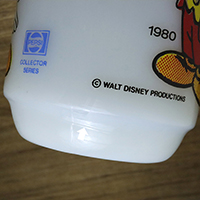 1980
PEPSI
COLLECTOR
SERIES
© WALT DISNEY PRODUCTIONS